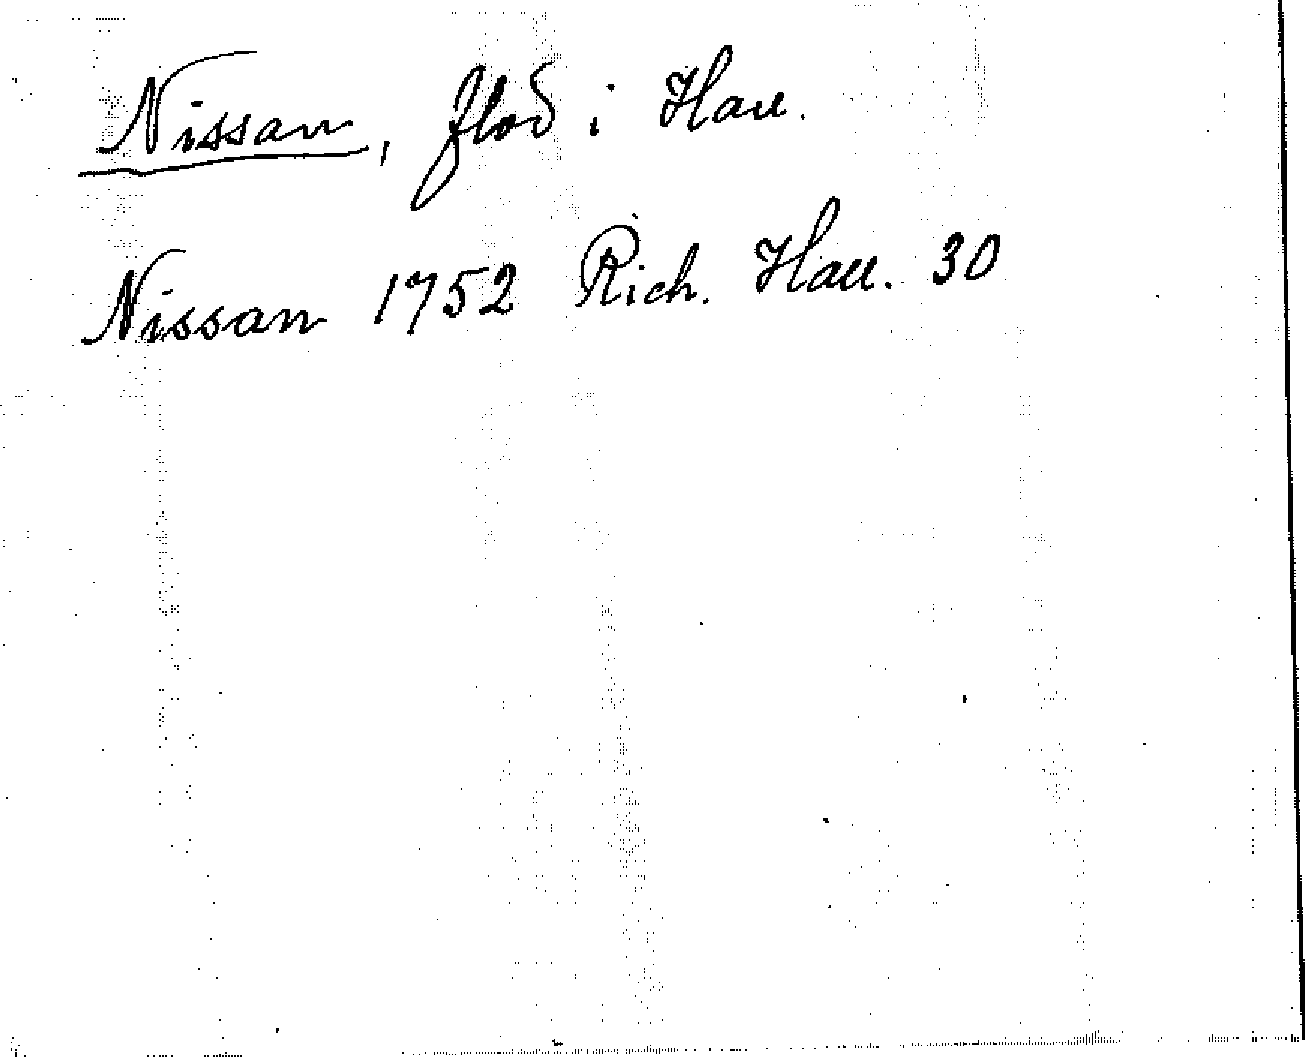 Nissan, flod i Hall.
Nissan 1752 Rich. Hall. 30